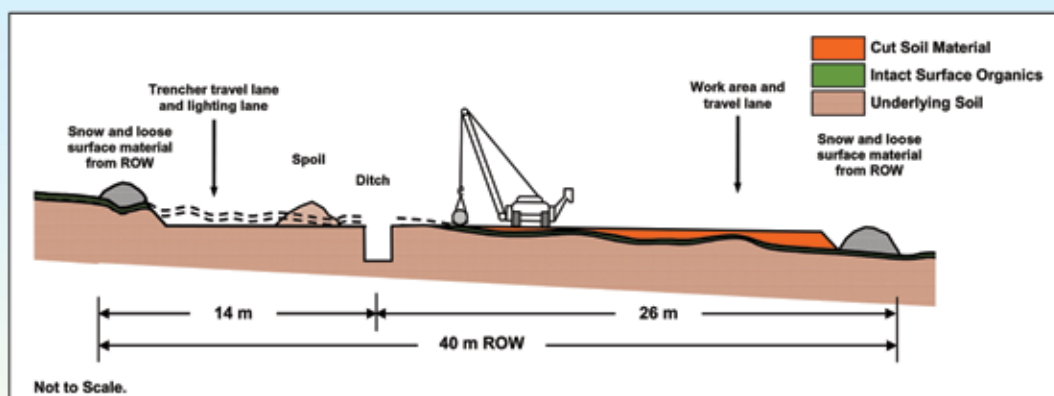 Cut Soil Material
Intact Surface Organics
Underlying Soil
Trencher travel lane
and lighting lane
Work area and
travel lane
Snow and loose
surface material
from ROW
Spoil
Ditch
Snow and loose
surface material
from ROW
14 m
26 m
40 m ROW
Not to Scale.